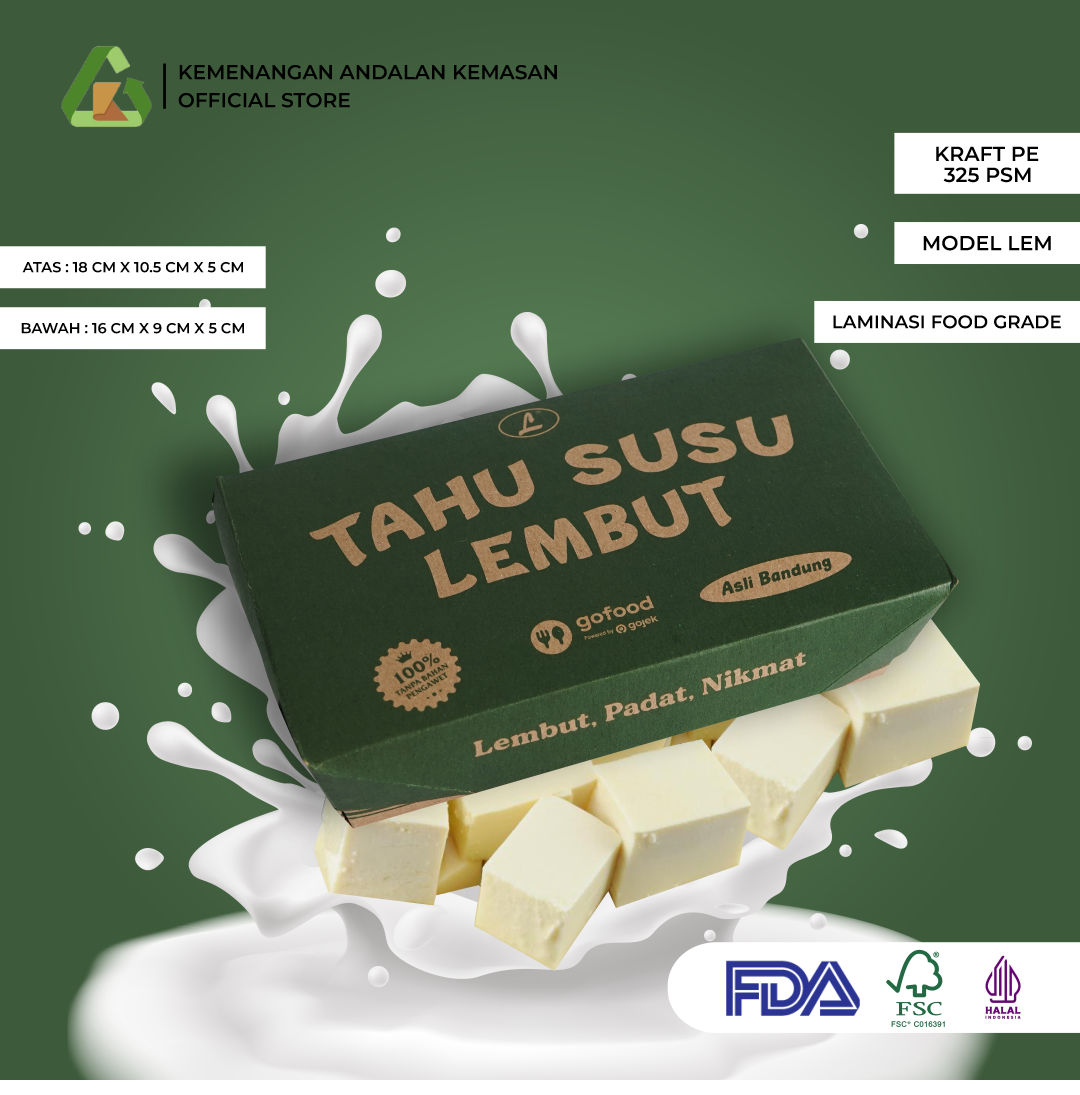 KEMENANGAN ANDALAN KEMASAN
OFFICIAL STORE
KRAFT PE
325 PSM
MODEL LEM
LAMINASI FOOD GRADE
ATAS : 18 CM X 10.5 CM X 5 CM
BAWAH : 16 CM X 9 CM X 5 CM
L
TAHU SUSU
LEMBUT
Asli Bandung
gofood
Powered by gojek
100%
TANPA BAHAN
PENGAWET
Lembut, Padat, Nikmat
FDA
FSC
FSC® C016391
HALAL
INDONESIA